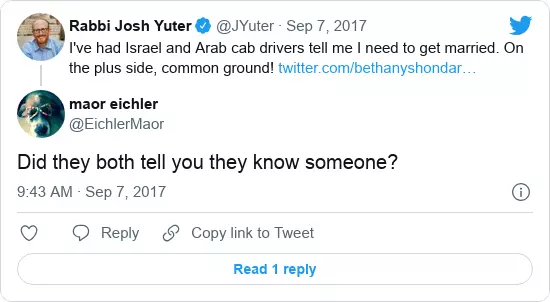 Rabbi Josh Yuter @JYuter · Sep 7, 2017
I've had Israel and Arab cab drivers tell me I need to get married. On
the plus side, common ground! twitter.com/bethanyshondar…
maor eichler
@EichlerMaor
Did they both tell you they know someone?
9:43 AM · Sep 7, 2017
Reply Copy link to Tweet
Read 1 reply